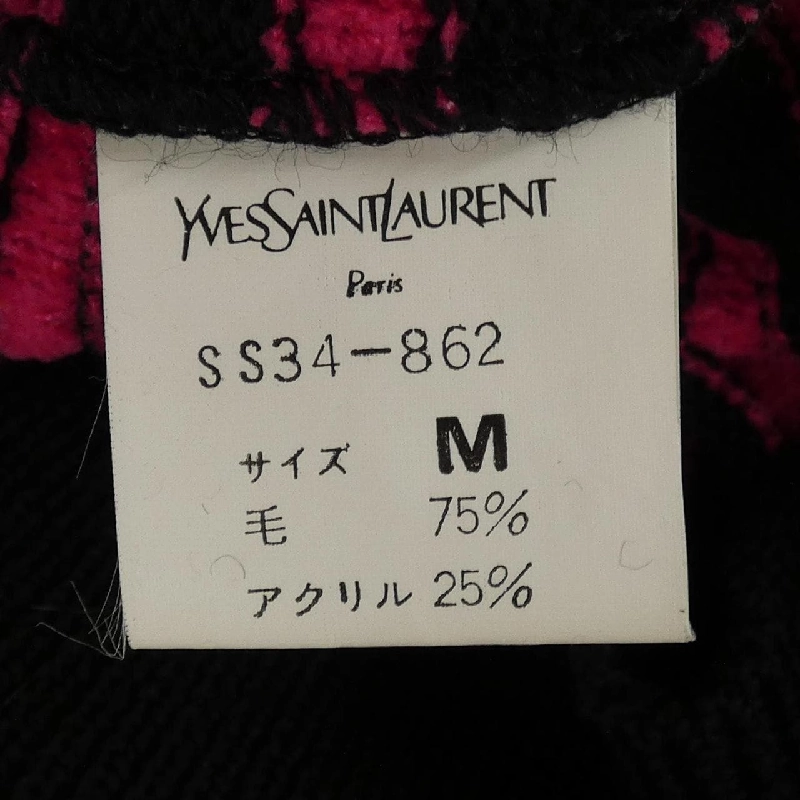 YVESSAINTLAURENT
Paris
SS34-862
サイズ M
毛 75%
アクリル 25%